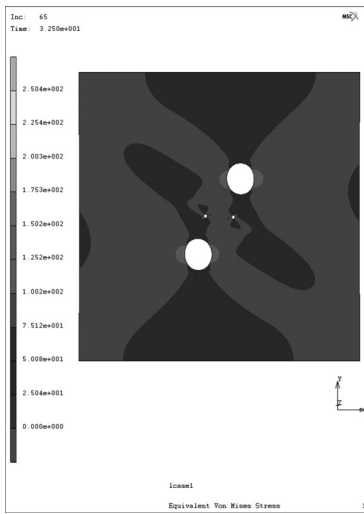 Inc: 65
MSC
Time: 3.250e+001
2.504e+002
2.254e+002
2.003e+002
1.753e+002
1.502e+002
1.252e+002
1.002e+002
7.512e+001
5.008e+001
2.504e+001
0.000e+000
Y
Z
lcase1
Equivalent Von Mises Stress